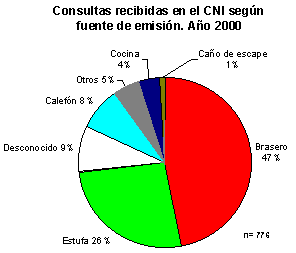 Consultas recibidas en el CNI según
fuente de emisión. Año 2000
Cocina
4%
Caño de escape
1%
Otros 5%
Calefón 8%
Desconocido 9%
Brasero
47%
Estufa 26%
n= 776